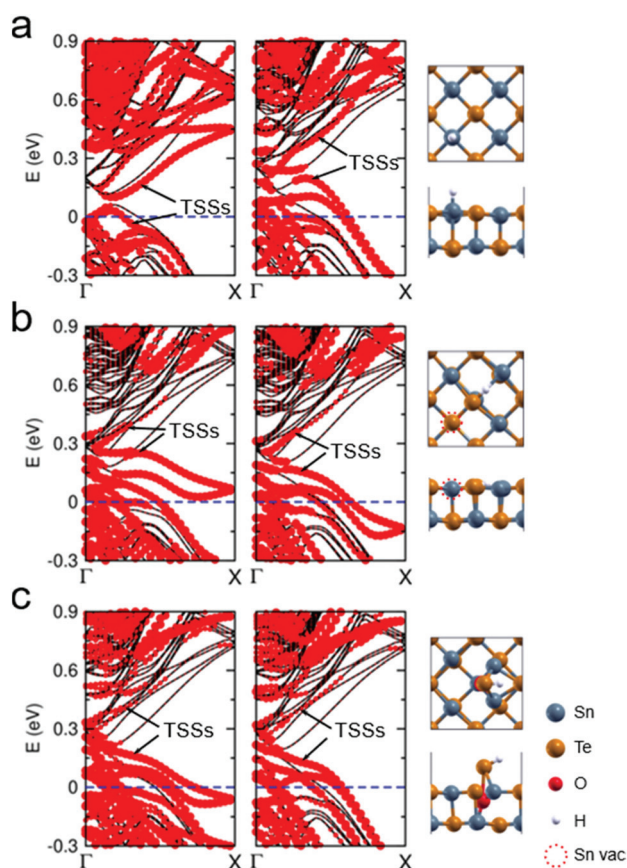 a
0.9
0.6
0.3
0
-0.3
E (eV)
TSSs
TSSs
Γ X
Γ X
b
0.9
0.6
0.3
0
-0.3
E (eV)
TSSs
TSSs
Γ X
Γ X
c
0.9
0.6
0.3
0
-0.3
E (eV)
TSSs
TSSs
Γ X
Γ X
Sn
Te
O
H
Sn vac